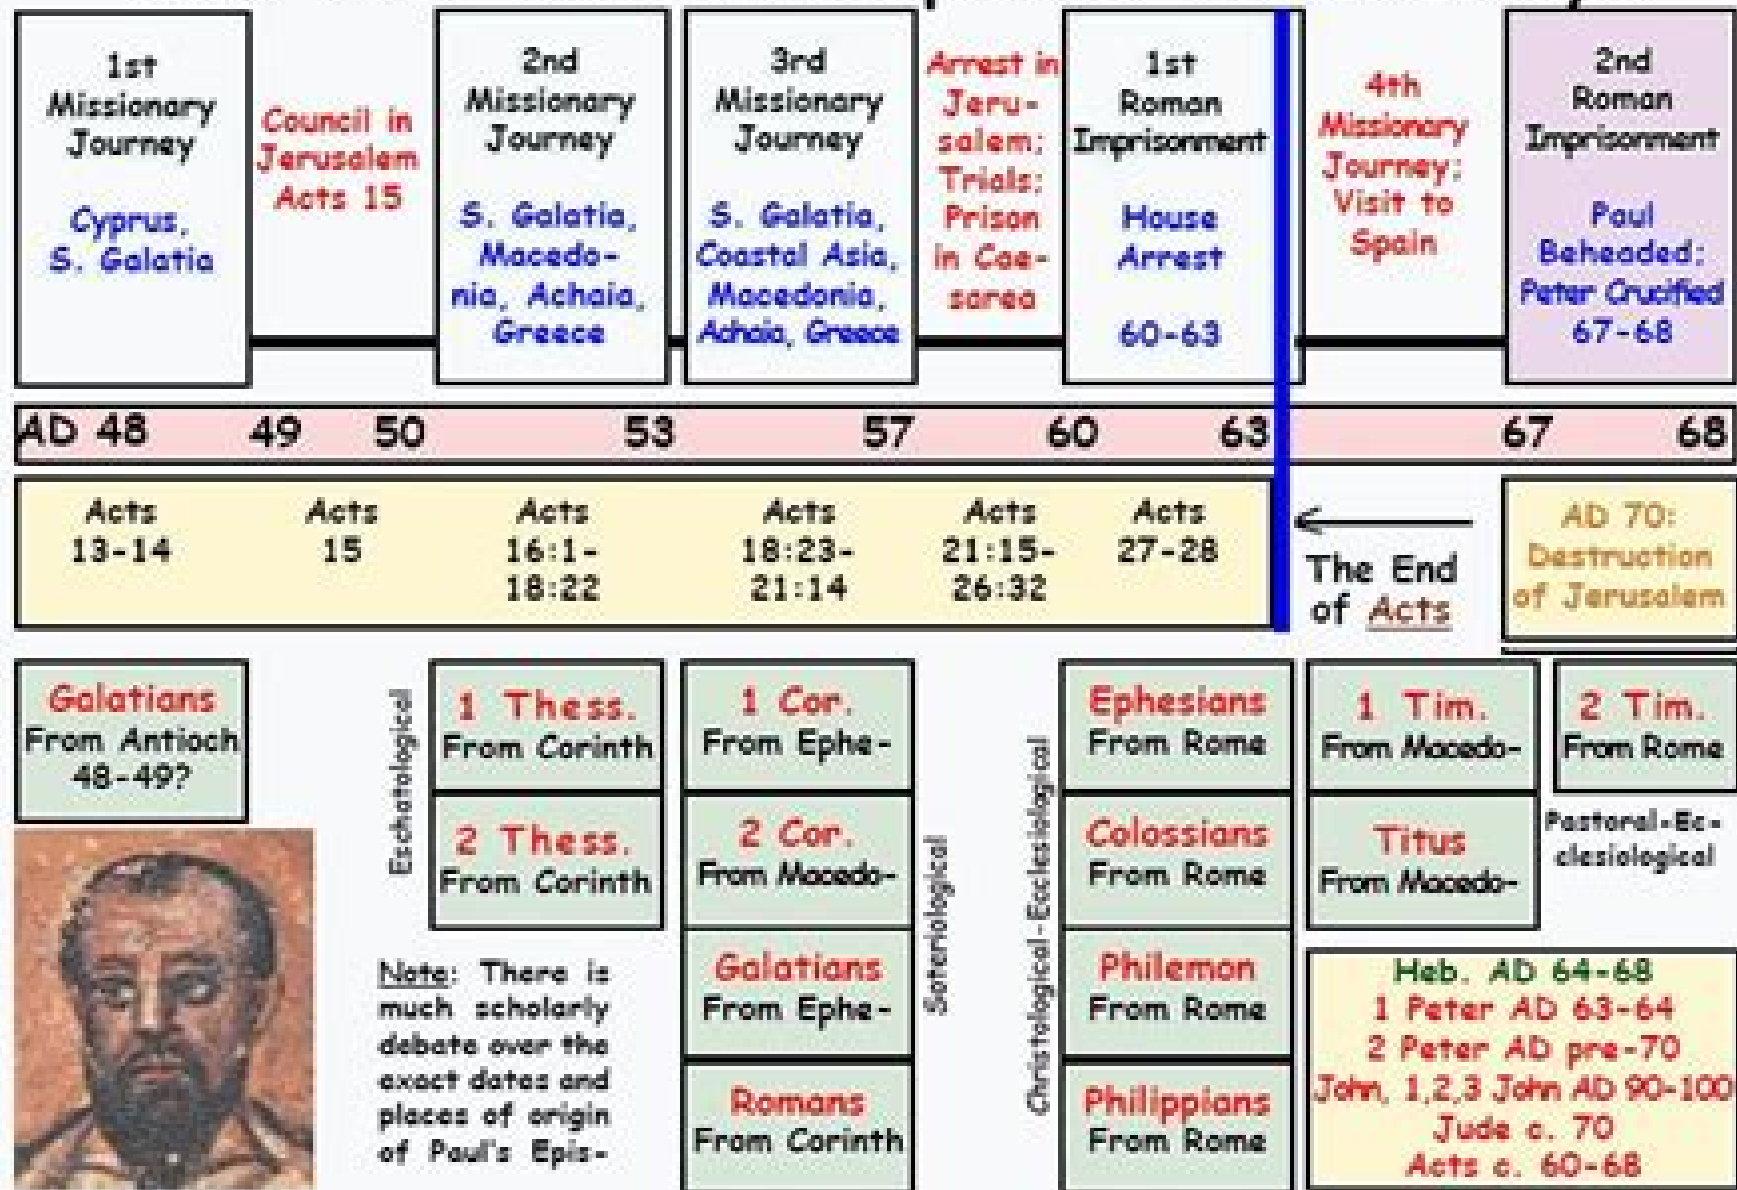 1st
Missionary
Journey
Cyprus,
S. Galatia
Council in
Jerusalem
Acts 15
2nd
Missionary
Journey
S. Galatia,
Macedo-
nia, Achaia,
Greece
3rd
Missionary
Journey
S. Galatia,
Coastal Asia,
Macedonia,
Achaia, Greece
Arrest in
Jeru-
salem;
Trials;
Prison
in Cae-
sarea
1st
Roman
Imprisonment
House
Arrest
60-63
4th
Missionary
Journey;
Visit to
Spain
2nd
Roman
Imprisonment
Paul
Beheaded;
Peter Crucified
67-68
AD 48 49 50 53 57 60 63 67 68
Acts
13-14
Acts
15
Acts
16:1-
18:22
Acts
18:23-
21:14
Acts
21:15-
26:32
Acts
27-28
The End
of Acts
AD 70:
Destruction
of Jerusalem
Galatians
From Antioch
48-49?
Eschatological
1 Thess.
From Corinth
2 Thess.
From Corinth
1 Cor.
From Ephe-
2 Cor.
From Macedo-
Galatians
From Ephe-
Romans
From Corinth
Soteriological
Christological-Ecclesiological
Ephesians
From Rome
Colossians
From Rome
Philemon
From Rome
Philippians
From Rome
1 Tim.
From Macedo-
Titus
From Macedo-
2 Tim.
From Rome
Pastoral-Ec-
clesiological
Note: There is
much scholarly
debate over the
exact dates and
places of origin
of Paul's Epis-
Heb. AD 64-68
1 Peter AD 63-64
2 Peter AD pre-70
John, 1,2,3 John AD 90-100
Jude c. 70
Acts c. 60-68